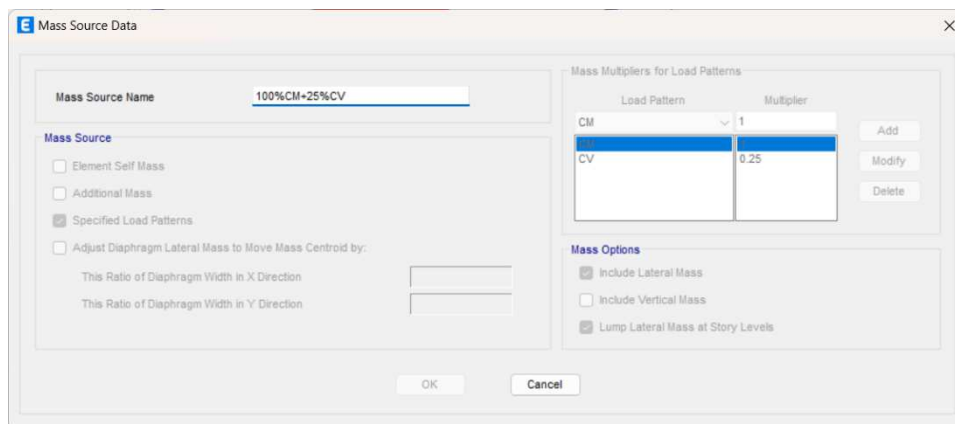 E Mass Source Data
Mass Source Name 100%CM+25%CV
Mass Source
Element Self Mass
Additional Mass
Specified Load Patterns
Adjust Diaphragm Lateral Mass to Move Mass Centroid by:
This Ratio of Diaphragm Width in X Direction
This Ratio of Diaphragm Width in Y Direction
Mass Multipliers for Load Patterns
Load Pattern Multiplier
CM 1
CV 0.25
Add
Modify
Delete
Mass Options
Include Lateral Mass
Include Vertical Mass
Lump Lateral Mass at Story Levels
OK Cancel